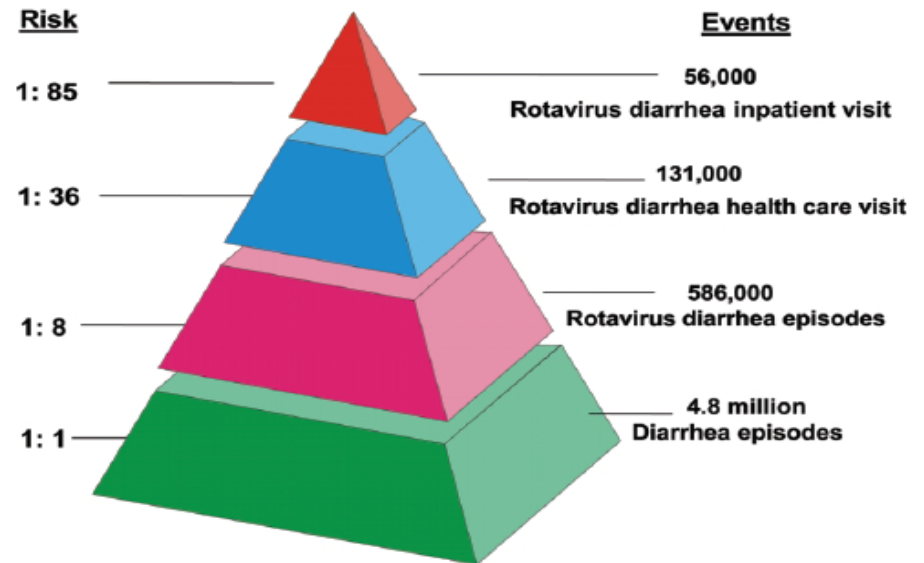 Risk
Events
1: 85
56,000
Rotavirus diarrhea inpatient visit
1: 36
131,000
Rotavirus diarrhea health care visit
1: 8
586,000
Rotavirus diarrhea episodes
1: 1
4.8 million
Diarrhea episodes